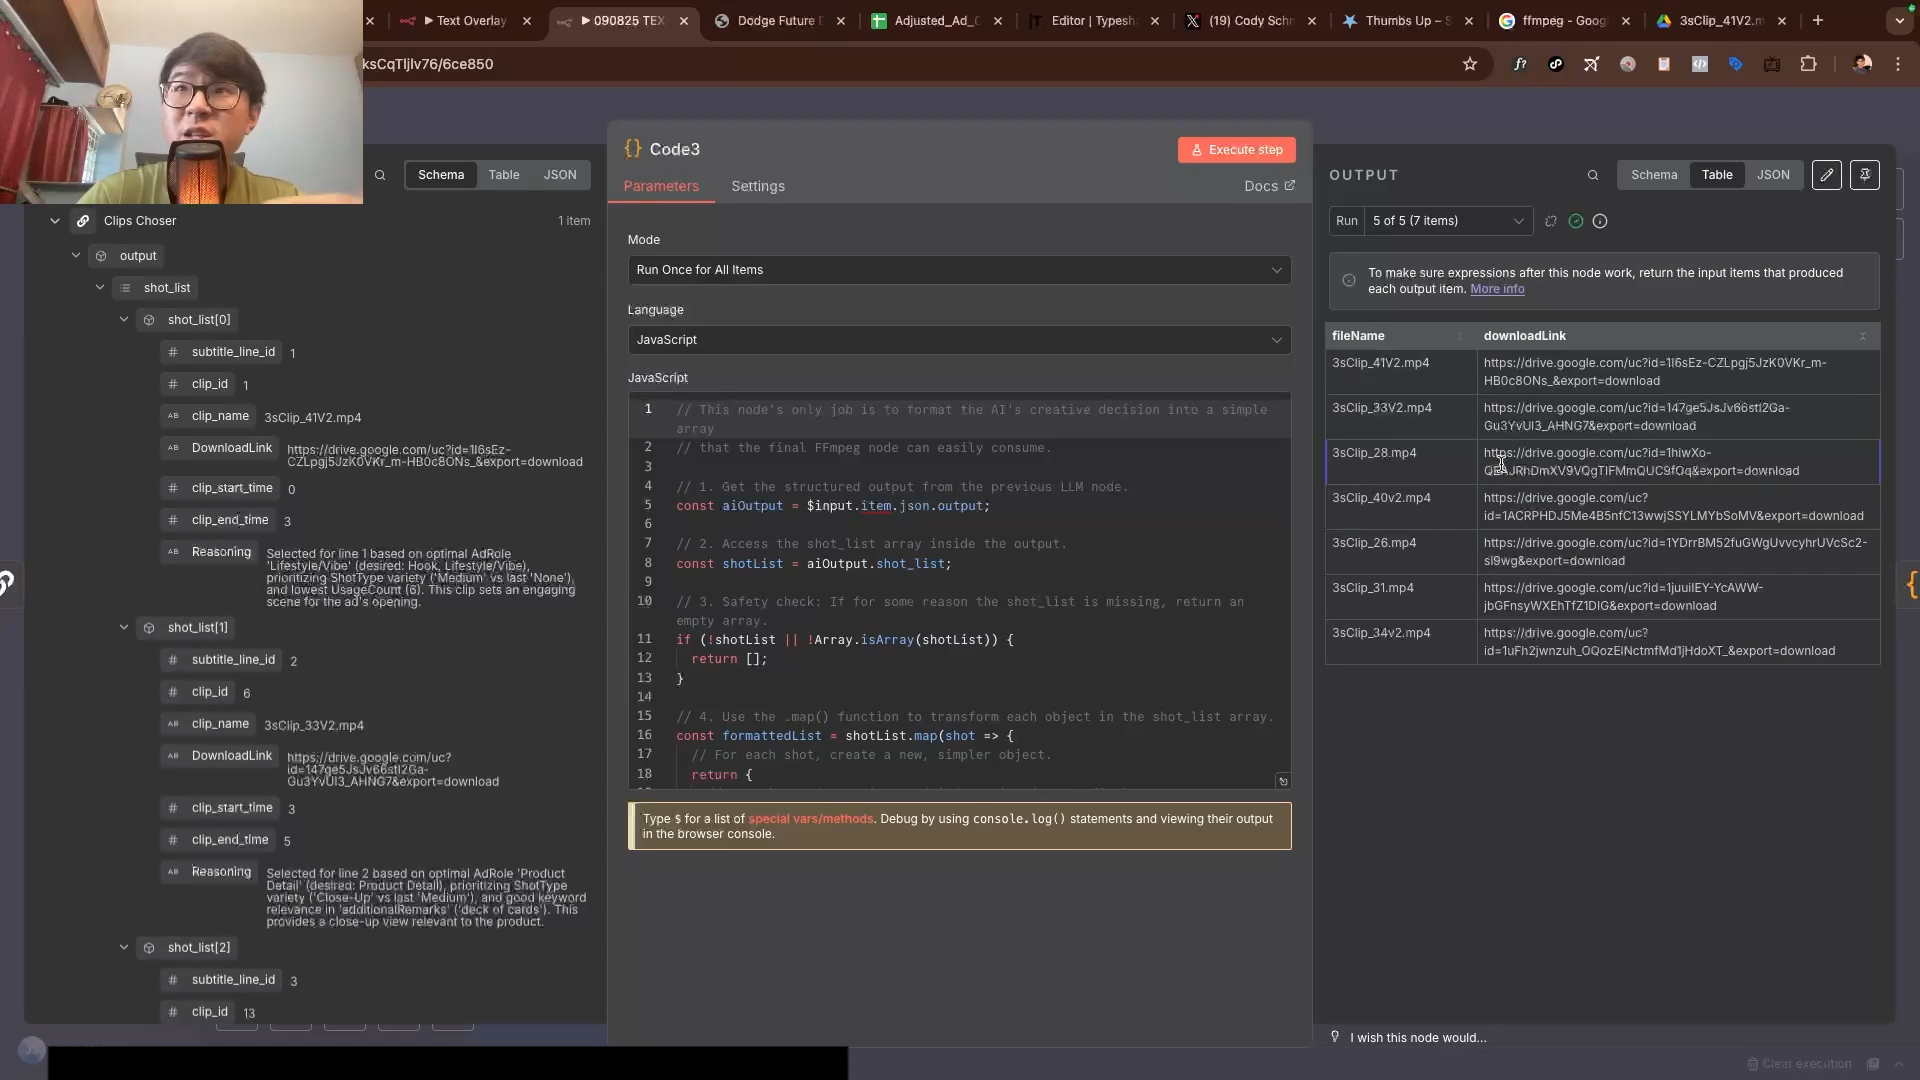 Text Overlay
090825 TEX
Dodge Future D
Adjusted_Ad_C
Editor | Typesh
(19) Cody Schn
Thumbs Up – S
ffmpeg - Goog
3sClip_41V2.m
ksCqTljlv76/6ce850
Schema
Table
JSON
Clips Choser
1 item
output
shot_list
shot_list[0]
# subtitle_line_id 1
# clip_id 1
AB clip_name 3sClip_41V2.mp4
AB DownloadLink https://drive.google.com/uc?id=1l6sEz-
CZLpgj5JzK0VKr_m-HB0c8ONs_&export=download
# clip_start_time 0
# clip_end_time 3
AB Reasoning Selected for line 1 based on optimal AdRole
'Lifestyle/Vibe' (desired: Hook, Lifestyle/Vibe),
prioritizing ShotType variety ('Medium' vs last 'None'),
and lowest UsageCount (6). This clip sets an engaging
scene for the ad's opening.
shot_list[1]
# subtitle_line_id 2
# clip_id 6
AB clip_name 3sClip_33V2.mp4
AB DownloadLink https://drive.google.com/uc?
id=147ge5JsJv66stI2Ga-
Gu3YvUl3_AHNG7&export=download
# clip_start_time 3
# clip_end_time 5
AB Reasoning Selected for line 2 based on optimal AdRole 'Product
Detail' (desired: Product Detail), prioritizing ShotType
variety ('Close-Up' vs last 'Medium'), and good keyword
relevance in 'additionalRemarks' ('deck of cards'). This
provides a close-up view relevant to the product.
shot_list[2]
# subtitle_line_id 3
# clip_id 13
{} Code3
Execute step
Parameters
Settings
Docs
Mode
Run Once for All Items
Language
JavaScript
JavaScript
1 // This node's only job is to format the AI's creative decision into a simple
array
2 // that the final FFmpeg node can easily consume.
3
4 // 1. Get the structured output from the previous LLM node.
5 const aiOutput = $input.item.json.output;
6
7 // 2. Access the shot_list array inside the output.
8 const shotList = aiOutput.shot_list;
9
10 // 3. Safety check: If for some reason the shot_list is missing, return an
empty array.
11 if (!shotList || !Array.isArray(shotList)) {
12 return [];
13 }
14
15 // 4. Use the .map() function to transform each object in the shot_list array.
16 const formattedList = shotList.map(shot => {
17 // For each shot, create a new, simpler object.
18 return {
Type $ for a list of special vars/methods. Debug by using console.log() statements and viewing their output
in the browser console.
OUTPUT
Schema
Table
JSON
Run
5 of 5 (7 items)
To make sure expressions after this node work, return the input items that produced
each output item. More info
fileName downloadLink
3sClip_41V2.mp4 https://drive.google.com/uc?id=1l6sEz-CZLpgj5JzK0VKr_m-
HB0c8ONs_&export=download
3sClip_33V2.mp4 https://drive.google.com/uc?id=147ge5JsJv66stI2Ga-
Gu3YvUl3_AHNG7&export=download
3sClip_28.mp4 https://drive.google.com/uc?id=1hiwXo-
3sClip_40v2.mp4 https://drive.google.com/uc?
id=1ACRPHDJ5Me4B5nfC13wwjSSYLMYbSoMV&export=download
3sClip_26.mp4 https://drive.google.com/uc?id=1YDrrBM52fuGWgUvvcyhrUVcSc2-
sl9wg&export=download
3sClip_31.mp4 https://drive.google.com/uc?id=1juuiIEY-YcAWW-
jbGFnsyWXEhTfZ1DIG&export=download
3sClip_34v2.mp4 https://drive.google.com/uc?
id=1uFh2jwnzuh_OQozElNctmfMd1jHdoXT_&export=download
I wish this node would...
Clear execution